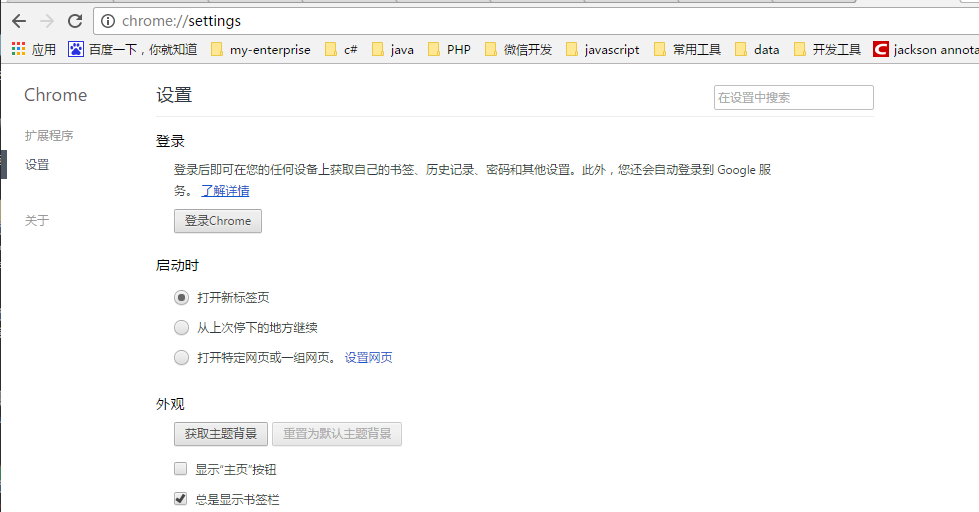 chrome://settings
应用 百度一下，你就知道 my-enterprise c# java PHP 微信开发 javascript 常用工具 data 开发工具 jackson annota
Chrome
设置
在设置中搜索
扩展程序
设置
关于
登录
登录后即可在您的任何设备上获取自己的书签、历史记录、密码和其他设置。此外，您还会自动登录到 Google 服
务。 了解详情
登录Chrome
启动时
打开新标签页
从上次停下的地方继续
打开特定网页或一组网页。 设置网页
外观
获取主题背景 重置为默认主题背景
显示“主页”按钮
总是显示书签栏